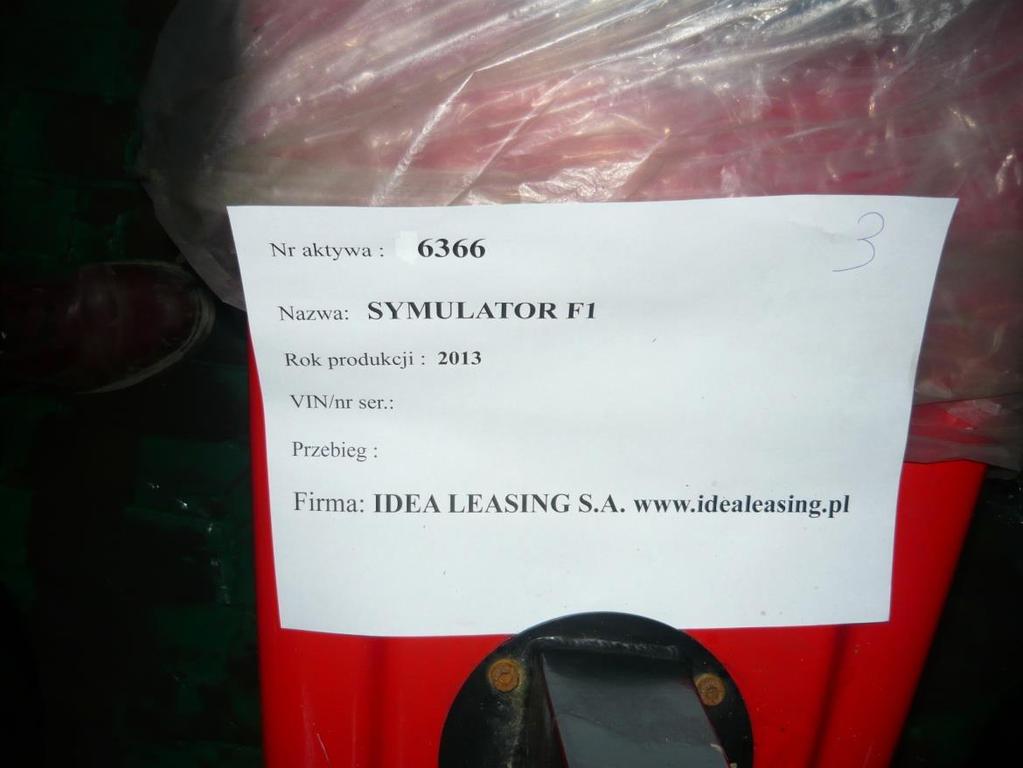 Nr aktywa : 6366
3
Nazwa: SYMULATOR F1
Rok produkcji : 2013
VIN/nr ser.:
Przebieg :
Firma: IDEA LEASING S.A. www.idealeasing.pl